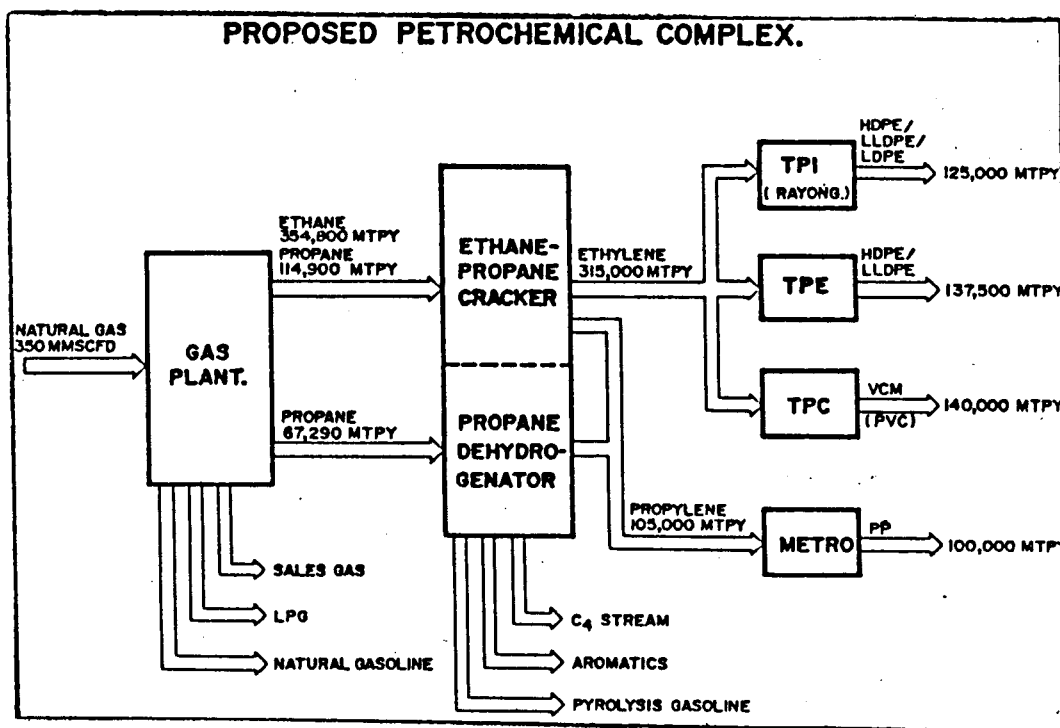 PROPOSED PETROCHEMICAL COMPLEX.
NATURAL GAS
350 MMSCFD
GAS
PLANT.
ETHANE
354,800 MTPY
PROPANE
114,900 MTPY
PROPANE
67,290 MTPY
SALES GAS
LPG
NATURAL GASOLINE
ETHANE-
PROPANE
CRACKER
PROPANE
DEHYDRO-
GENATOR
ETHYLENE
315,000 MTPY
PROPYLENE
105,000 MTPY
C4 STREAM
AROMATICS
PYROLYSIS GASOLINE
TPI
(RAYONG.)
HDPE/
LLDPE/
LDPE
125,000 MTPY
TPE
HDPE/
LLDPE
137,500 MTPY
TPC
VCM
(PVC)
140,000 MTPY
METRO
PP
100,000 MTPY